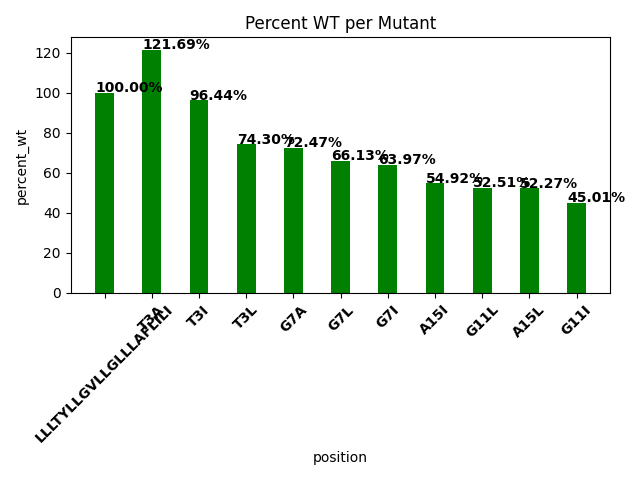 Percent WT per Mutant
percent_wt
120
100
80
60
40
20
0
100.00%
121.69%
96.44%
74.30%
72.47%
66.13%
63.97%
54.92%
52.51%
52.27%
45.01%
LLLTYLLGVLLGLLLAFLILI
T3A
T3I
T3L
G7A
G7L
G7I
A15I
G11L
A15L
G11I
position